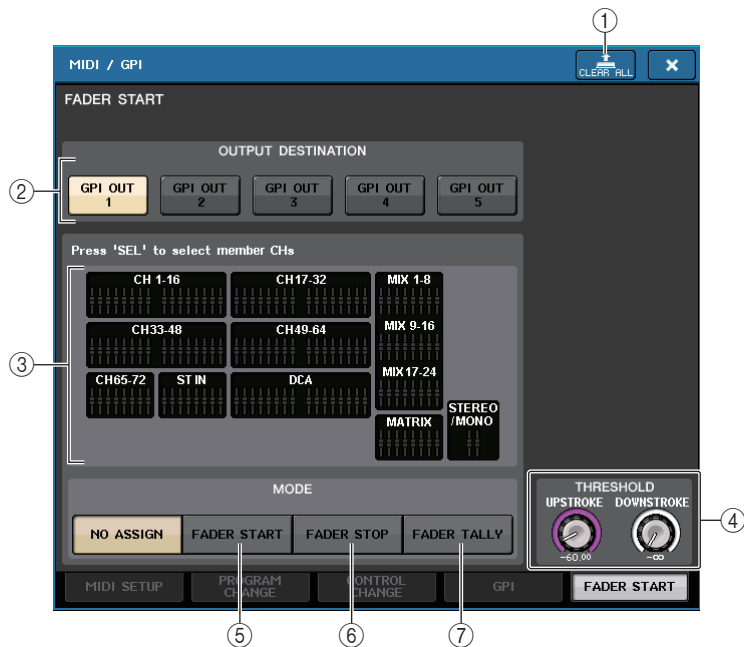 ①
MIDI / GPI
CLEAR ALL
×
FADER START
OUTPUT DESTINATION
②
GPI OUT 1
GPI OUT 2
GPI OUT 3
GPI OUT 4
GPI OUT 5
Press 'SEL' to select member CHs
③
CH 1-16
CH17-32
MIX 1-8
CH33-48
CH49-64
MIX 9-16
CH65-72
ST IN
DCA
MIX17-24
MATRIX
STEREO
/MONO
MODE
NO ASSIGN
FADER START
FADER STOP
FADER TALLY
THRESHOLD
UPSTROKE
DOWNSTROKE
-60.00
-∞
④
MIDI SETUP
PROGRAM
CHANGE
CONTROL
CHANGE
GPI
FADER START
⑤
⑥
⑦